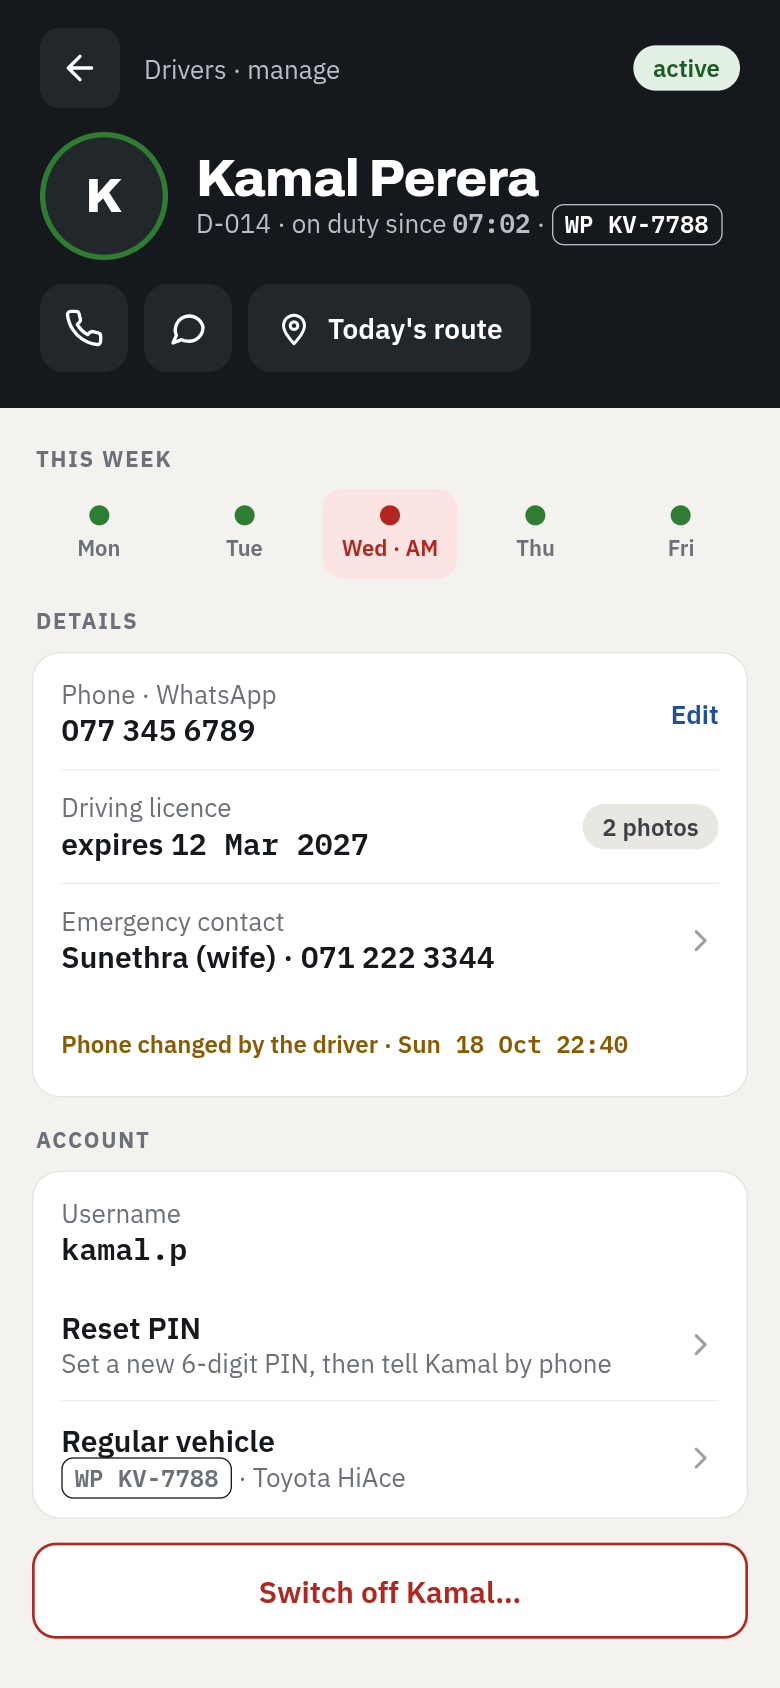 Drivers · manage
active
K
Kamal Perera
D-014 · on duty since 07:02 · WP KV-7788
Today's route
THIS WEEK
Mon
Tue
Wed · AM
Thu
Fri
DETAILS
Phone · WhatsApp
077 345 6789
Edit
Driving licence
expires 12 Mar 2027
2 photos
Emergency contact
Sunethra (wife) · 071 222 3344
Phone changed by the driver · Sun 18 Oct 22:40
ACCOUNT
Username
kamal.p
Reset PIN
Set a new 6-digit PIN, then tell Kamal by phone
Regular vehicle
WP KV-7788 · Toyota HiAce
Switch off Kamal...